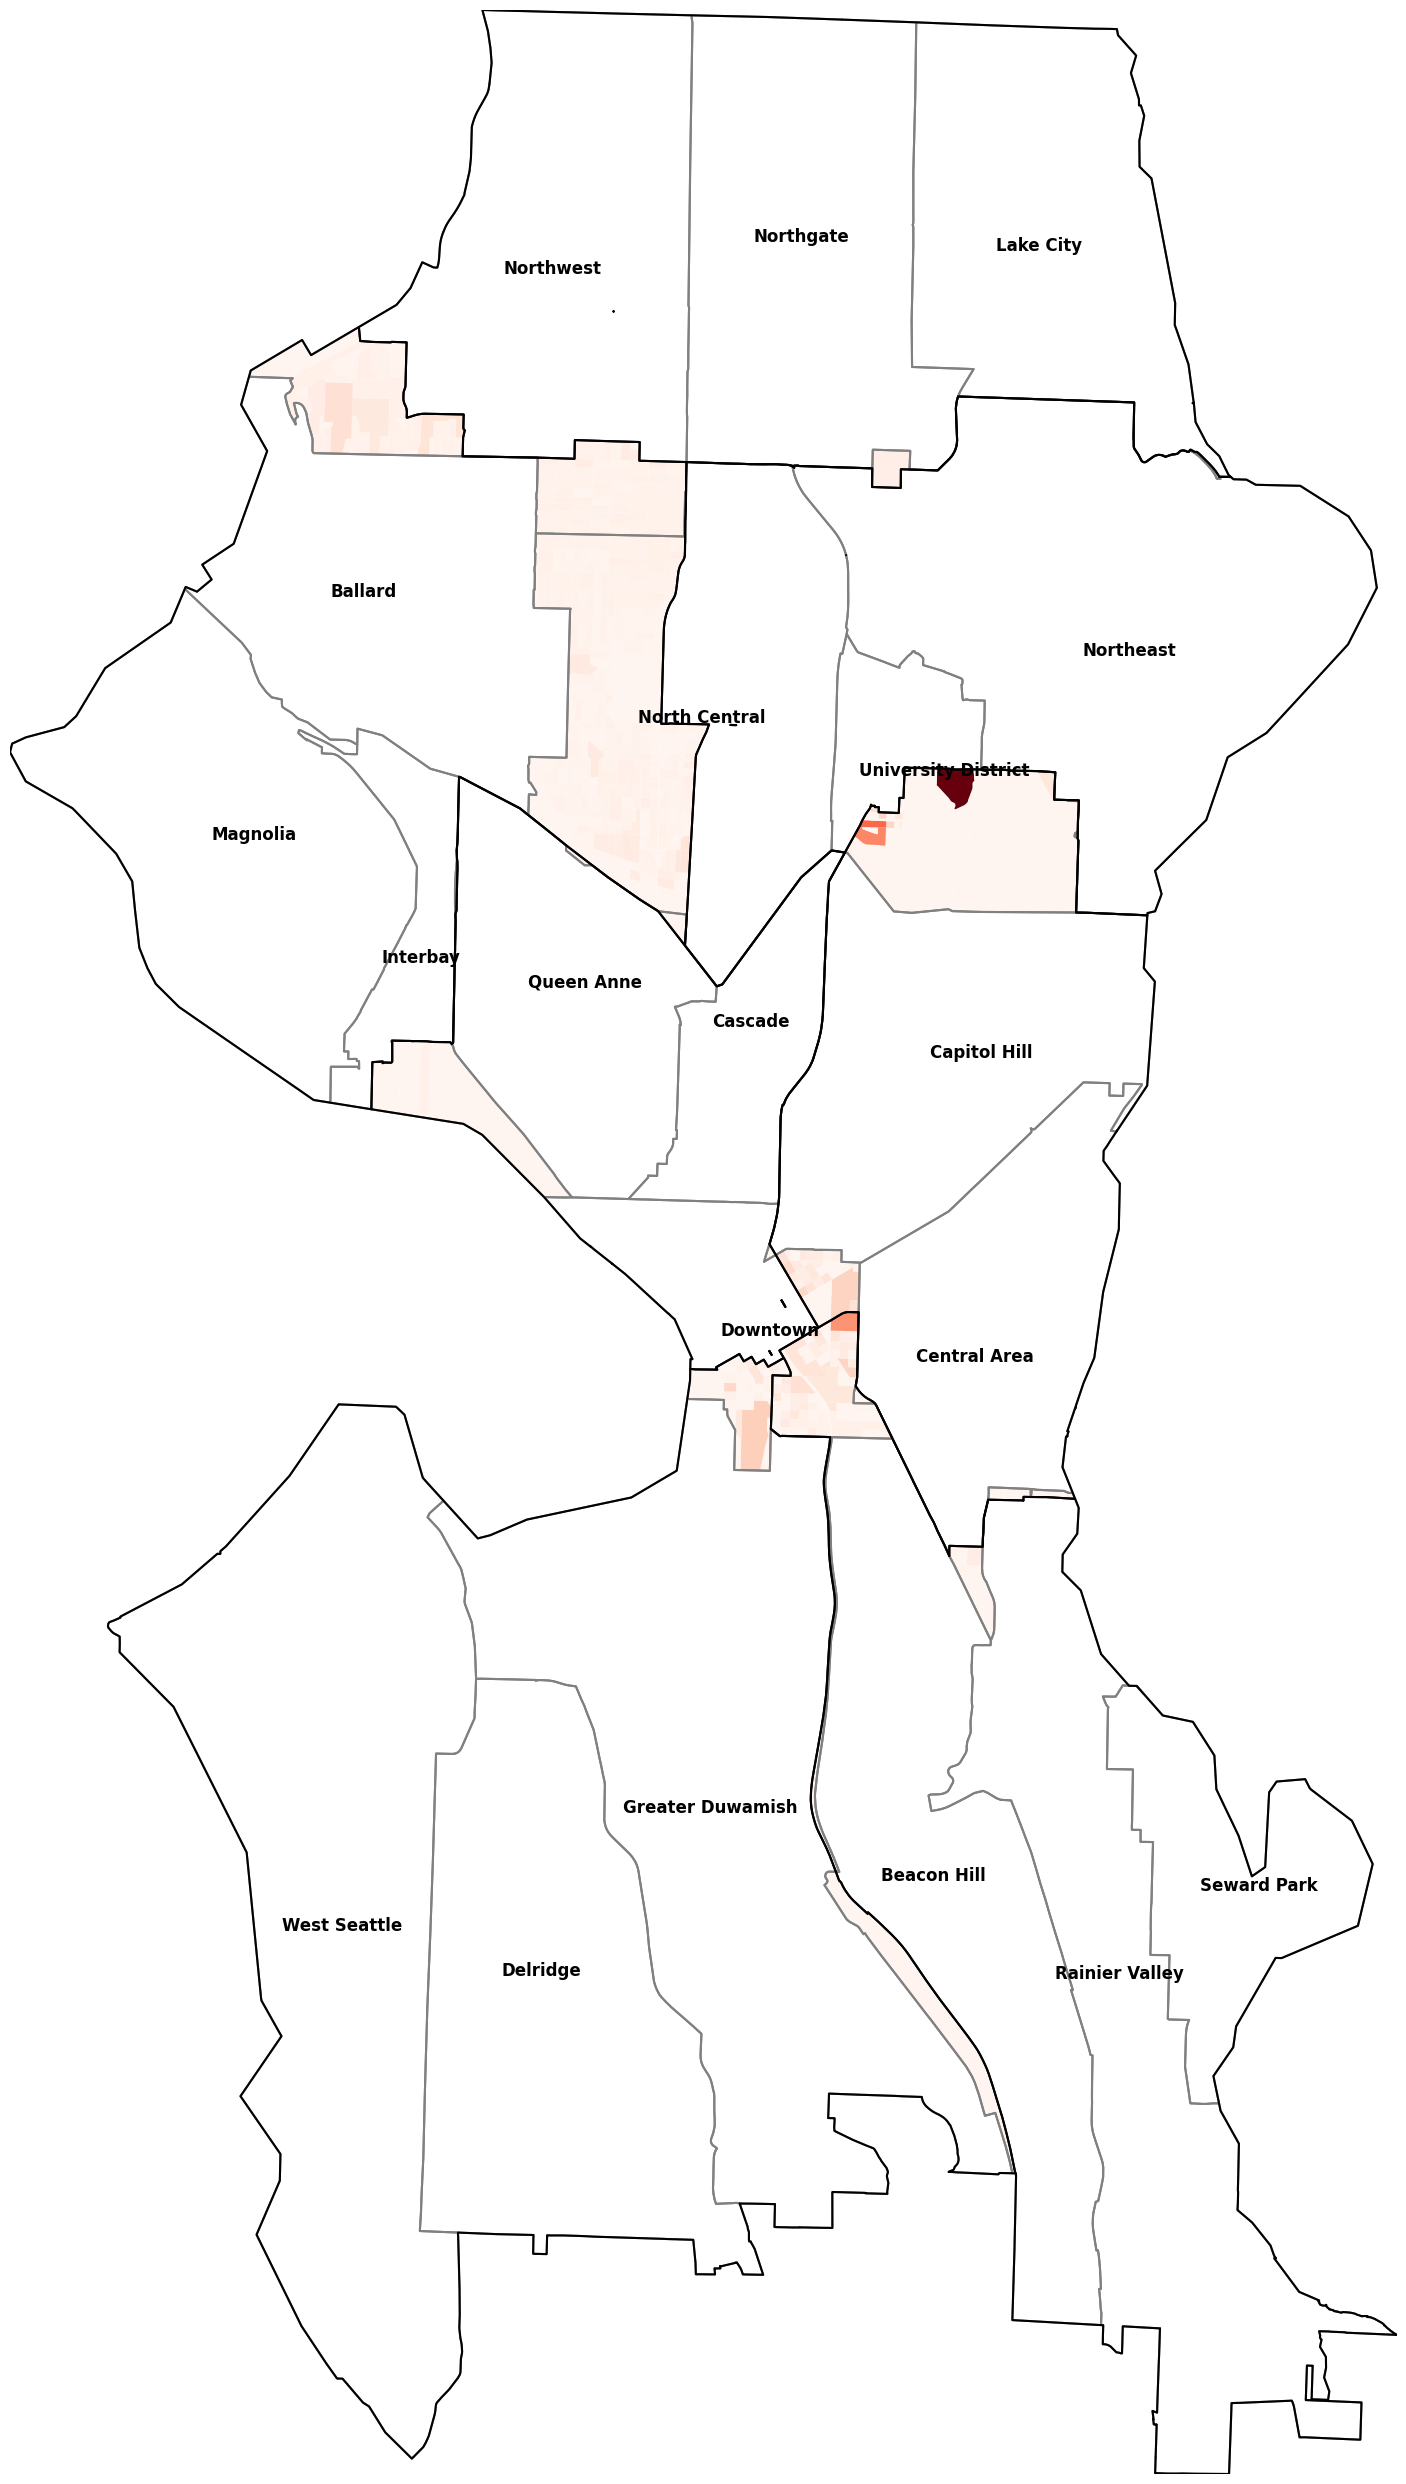 Northgate
Lake City
Northwest
Ballard
Northeast
North Central
University District
Magnolia
Interbay
Queen Anne
Cascade
Capitol Hill
Downtown
Central Area
Greater Duwamish
Beacon Hill
Seward Park
West Seattle
Delridge
Rainier Valley